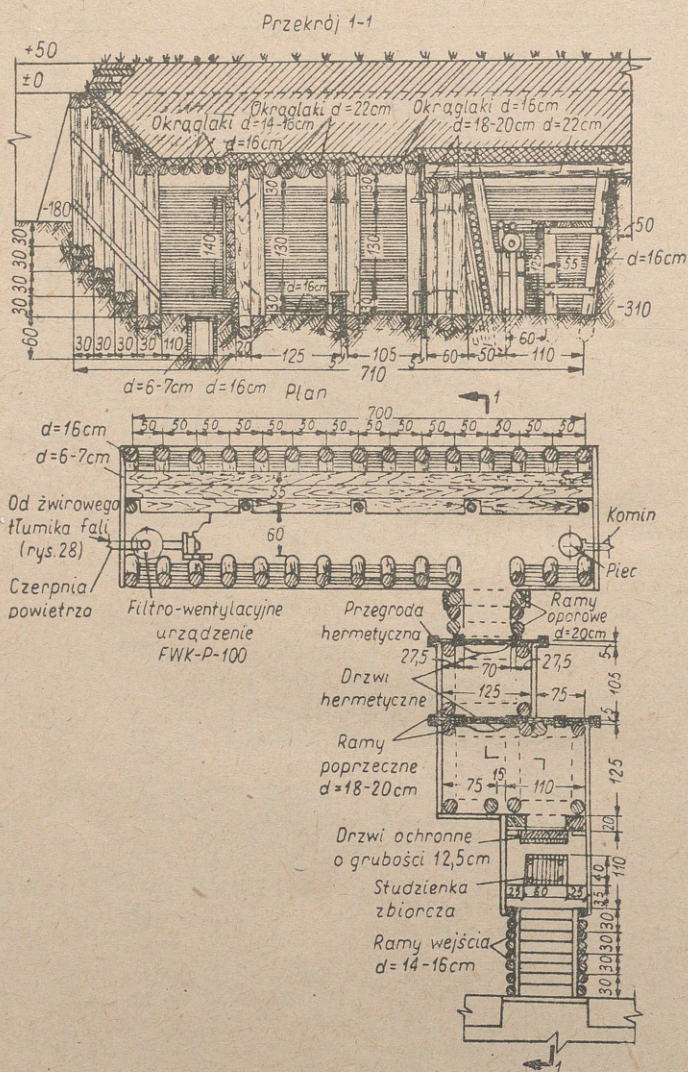 Przekrój 1-1
+50
±0
Okrąglaki d=22cm
Okrąglaki d=14-16cm
d=16cm
Okrąglaki d=16cm
d=18-20cm d=22cm
-180
30
30
30
30
60
140
30
130
30
30
130
d=16cm
55
60
-50
d=16cm
-310
30 30 30 30 110 20 125 5 105 5 60 50 110
710
d=6-7cm d=16cm
Plan
1
700
50 50 50 50 50 50 50 50 50 50 50 50 50 50
d=16cm
d=6-7cm
55
60
Od żwirowego
tłumika fali
(rys.28)
Czerpnia
powietrza
Filtro-wentylacyjne
urządzenie
FWK-P-100
Komin
Piec
Przegroda
hermetyczna
Ramy
oporowe
d=20cm
27,5 70 27,5
5
Drzwi
hermetyczne
125 75
105
5
Ramy
poprzeczne
d=18-20cm
75 15 110
125
20
Drzwi ochronne
o grubości 12,5cm
110
40
35
Studzienka
zbiorcza
25 60 25
Ramy wejścia
d=14-16cm
30
30
30
30
1